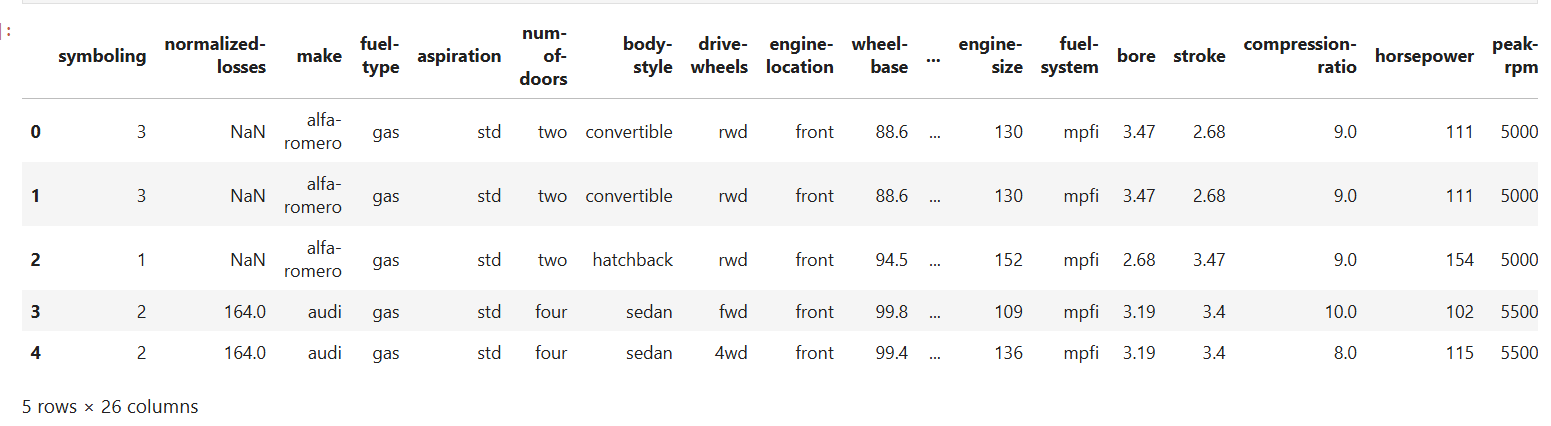 ]:
symboling normalized-losses make fuel-type aspiration num-of-doors body-style drive-wheels engine-location wheel-base ... engine-size fuel-system bore stroke compression-ratio horsepower peak-rpm
0 3 NaN alfa-romero gas std two convertible rwd front 88.6 ... 130 mpfi 3.47 2.68 9.0 111 5000
1 3 NaN alfa-romero gas std two convertible rwd front 88.6 ... 130 mpfi 3.47 2.68 9.0 111 5000
2 1 NaN alfa-romero gas std two hatchback rwd front 94.5 ... 152 mpfi 2.68 3.47 9.0 154 5000
3 2 164.0 audi gas std four sedan fwd front 99.8 ... 109 mpfi 3.19 3.4 10.0 102 5500
4 2 164.0 audi gas std four sedan 4wd front 99.4 ... 136 mpfi 3.19 3.4 8.0 115 5500
5 rows × 26 columns